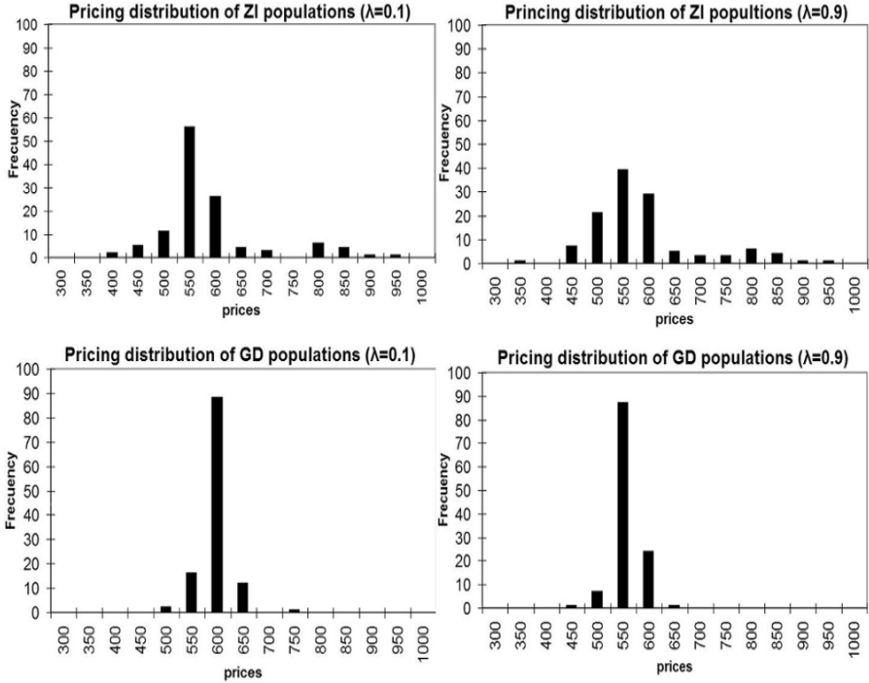 Pricing distribution of ZI populations (λ=0.1)
100
90
80
70
60
50
40
30
20
10
0
Frecuency
300 350 400 450 500 550 600 650 700 750 800 850 900 950 1000
prices
Princing distribution of ZI popultions (λ=0.9)
100
90
80
70
60
50
40
30
20
10
0
Frecuency
300 350 400 450 500 550 600 650 700 750 800 850 900 950 1000
prices
Pricing distribution of GD populations (λ=0.1)
100
90
80
70
60
50
40
30
20
10
0
Frecuency
300 350 400 450 500 550 600 650 700 750 800 850 900 950 1000
prices
Pricing distribution of GD populations (λ=0.9)
100
90
80
70
60
50
40
30
20
10
0
Frecuency
300 350 400 450 500 550 600 650 700 750 800 850 900 950 1000
prices